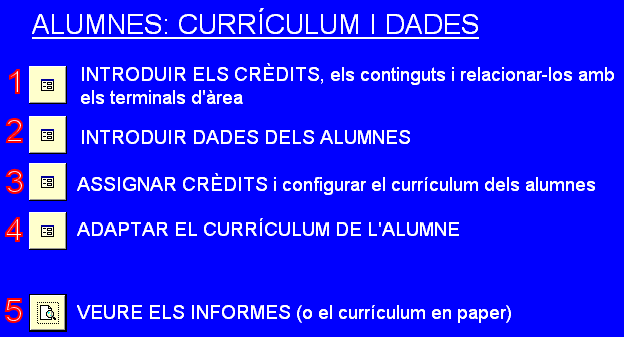 ALUMNES: CURRÍCULUM I DADES
1 INTRODUIR ELS CRÈDITS, els continguts i relacionar-los amb
els terminals d'àrea
2 INTRODUIR DADES DELS ALUMNES
3 ASSIGNAR CRÈDITS i configurar el currículum dels alumnes
4 ADAPTAR EL CURRÍCULUM DE L'ALUMNE
5 VEURE ELS INFORMES (o el currículum en paper)